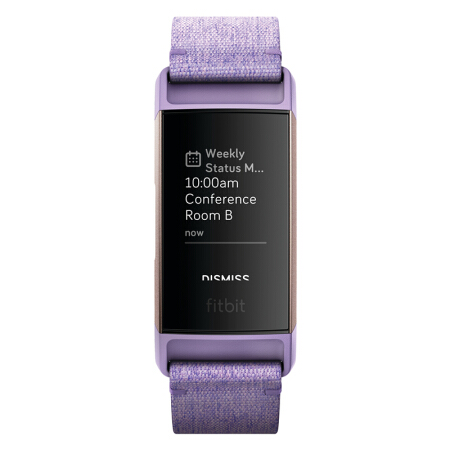 Weekly
Status M...
10:00am
Conference
Room B
now
DISMISS
fitbit